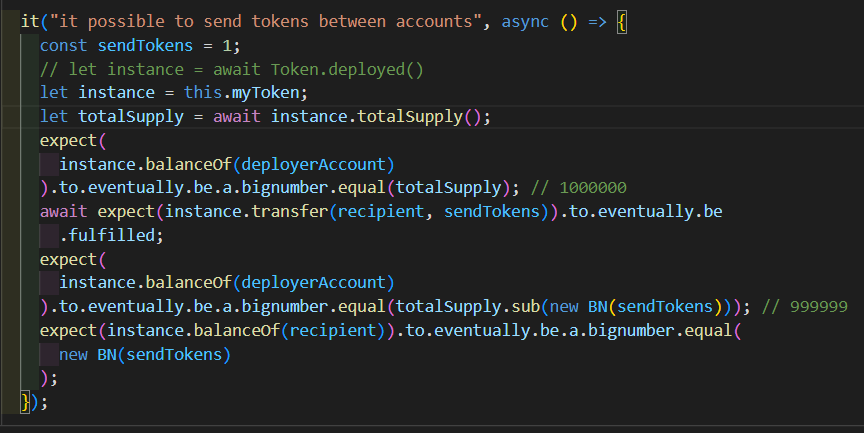 it("it possible to send tokens between accounts", async () => {
  const sendTokens = 1;
  // let instance = await Token.deployed()
  let instance = this.myToken;
  let totalSupply = await instance.totalSupply();
  expect(
    instance.balanceOf(deployerAccount)
  ).to.eventually.be.a.bignumber.equal(totalSupply); // 1000000
  await expect(instance.transfer(recipient, sendTokens)).to.eventually.be
    .fulfilled;
  expect(
    instance.balanceOf(deployerAccount)
  ).to.eventually.be.a.bignumber.equal(totalSupply.sub(new BN(sendTokens))); // 999999
  expect(instance.balanceOf(recipient)).to.eventually.be.a.bignumber.equal(
    new BN(sendTokens)
  );
});